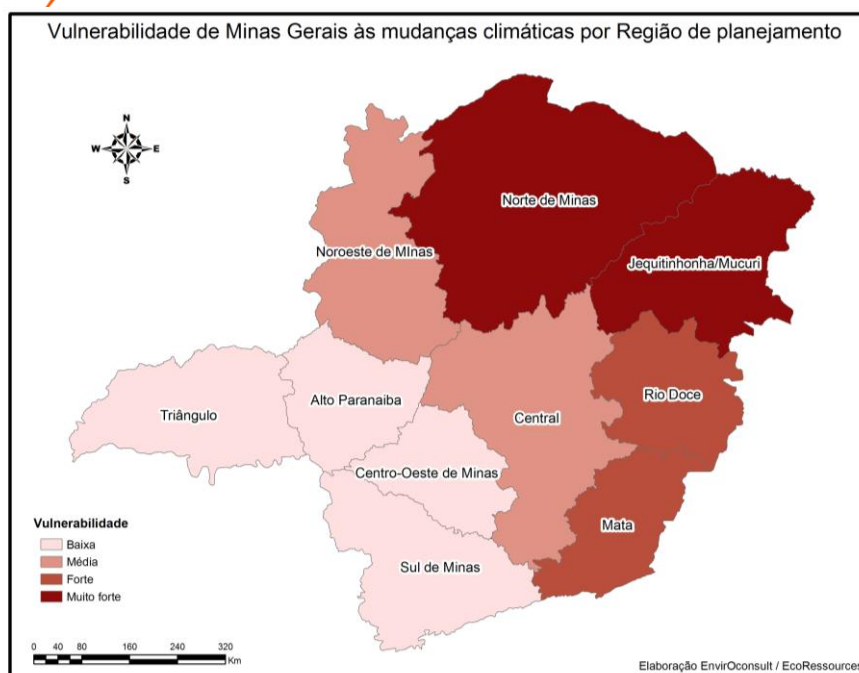 Vulnerabilidade de Minas Gerais às mudanças climáticas por Região de planejamento
N
W E
S
Norte de Minas
Jequitinhonha/Mucuri
Noroeste de MInas
Rio Doce
Alto Paranaiba
Triângulo
Central
Centro-Oeste de Minas
Mata
Sul de Minas
Vulnerabilidade
Baixa
Média
Forte
Muito forte
0 40 80 160 240 320
Km
Elaboração EnvirOconsult / EcoRessources